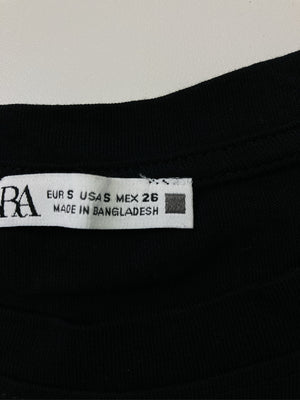 RA
EUR S USA S MEX 26
MADE IN BANGLADESH